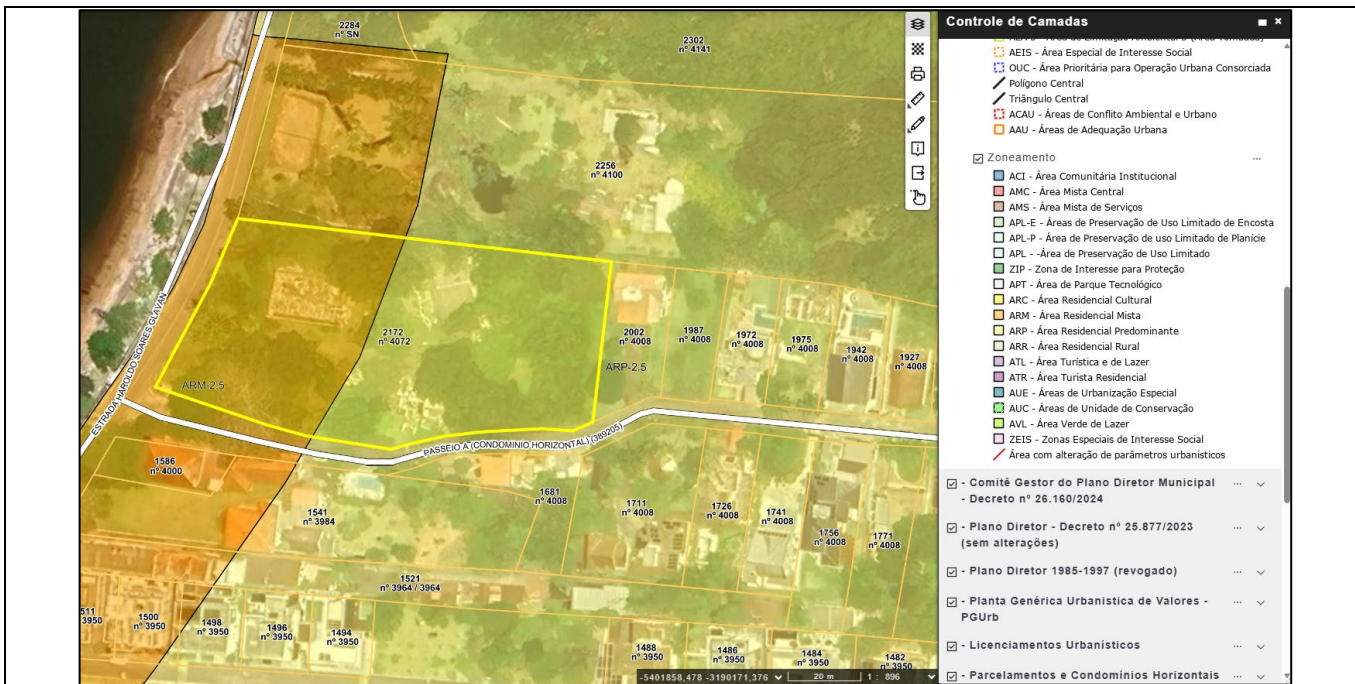 2284
nº SN
2302
nº 4141
2256
nº 4100
2172
nº 4072
2002
nº 4008
1987
nº 4008
1972
nº 4008
1975
nº 4008
1942
nº 4008
1927
nº 4008
ARM-2.5
ARP-2.5
ESTRADA HAROLDO SOARES GLAVAN
PASSEIO A (CONDOMINIO HORIZONTAL) (389205)
1586
nº 4000
1541
nº 3984
1681
nº 4008
1711
nº 4008
1726
nº 4008
1741
nº 4008
1756
nº 4008
1771
nº 4008
1521
nº 3964 / 3964
511
3950
1500
nº 3950
1498
nº 3950
1496
nº 3950
1494
nº 3950
1488
nº 3950
1486
nº 3950
1484
nº 3950
1482
nº 3950
-5401858,478 -3190171,376
20 m
1 : 896
Controle de Camadas
AEIS - Área Especial de Interesse Social
OUC - Área Prioritária para Operação Urbana Consorciada
Polígono Central
Triângulo Central
ACAU - Áreas de Conflito Ambiental e Urbano
AAU - Áreas de Adequação Urbana
Zoneamento
ACI - Área Comunitária Institucional
AMC - Área Mista Central
AMS - Área Mista de Serviços
APL-E - Áreas de Preservação de Uso Limitado de Encosta
APL-P - Área de Preservação de uso Limitado de Planície
APL - -Área de Preservação de Uso Limitado
ZIP - Zona de Interesse para Proteção
APT - Área de Parque Tecnológico
ARC - Área Residencial Cultural
ARM - Área Residencial Mista
ARP - Área Residencial Predominante
ARR - Área Residencial Rural
ATL - Área Turística e de Lazer
ATR - Área Turista Residencial
AUE - Áreas de Urbanização Especial
AUC - Áreas de Unidade de Conservação
AVL - Área Verde de Lazer
ZEIS - Zonas Especiais de Interesse Social
Área com alteração de parâmetros urbanisticos
- Comitê Gestor do Plano Diretor Municipal
- Decreto nº 26.160/2024
- Plano Diretor - Decreto nº 25.877/2023
(sem alterações)
- Plano Diretor 1985-1997 (revogado)
- Planta Genérica Urbanistica de Valores -
PGUrb
- Licenciamentos Urbanísticos
- Parcelamentos e Condomínios Horizontais